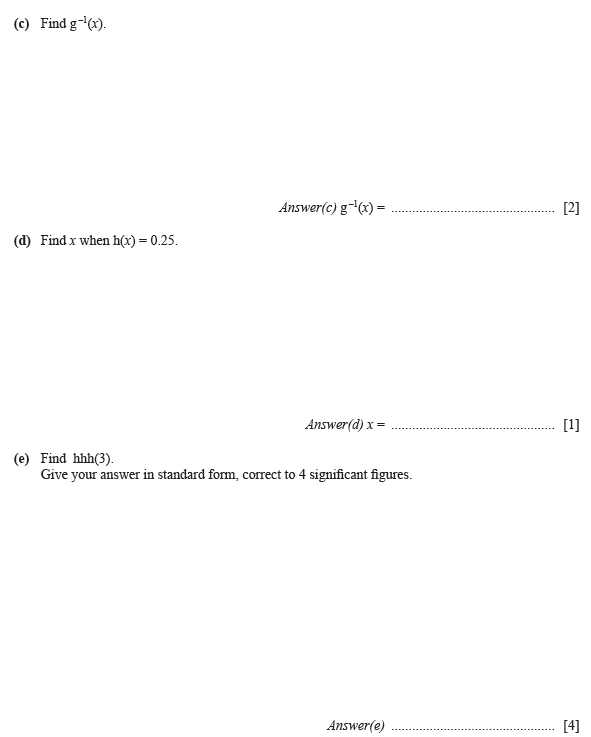 (c) Find g⁻¹(x).
Answer(c) g⁻¹(x) = ................................................ [2]
(d) Find x when h(x) = 0.25.
Answer(d) x = ................................................ [1]
(e) Find hhh(3).
Give your answer in standard form, correct to 4 significant figures.
Answer(e) ................................................ [4]